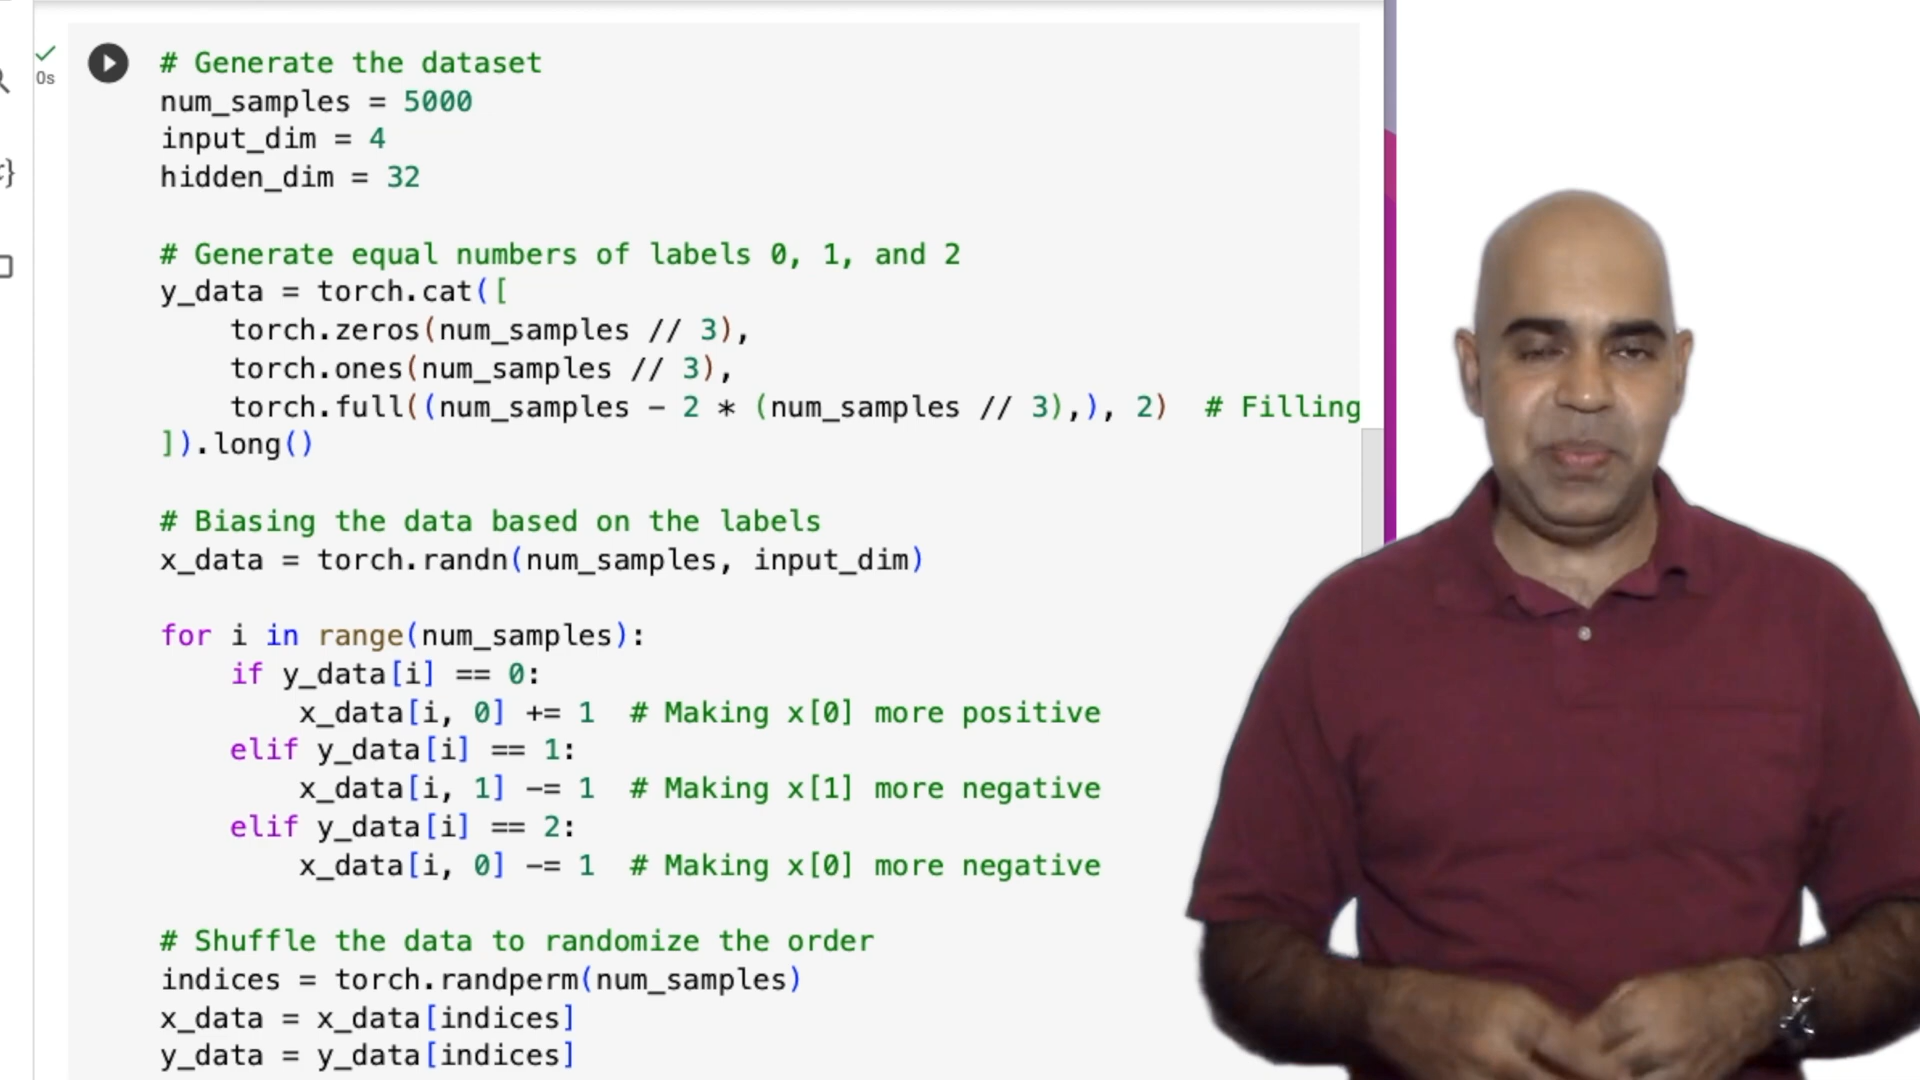 0s
# Generate the dataset
num_samples = 5000
input_dim = 4
hidden_dim = 32
# Generate equal numbers of labels 0, 1, and 2
y_data = torch.cat([
    torch.zeros(num_samples // 3),
    torch.ones(num_samples // 3),
    torch.full((num_samples - 2 * (num_samples // 3),), 2)  # Filling
]).long()
# Biasing the data based on the labels
x_data = torch.randn(num_samples, input_dim)
for i in range(num_samples):
    if y_data[i] == 0:
        x_data[i, 0] += 1  # Making x[0] more positive
    elif y_data[i] == 1:
        x_data[i, 1] -= 1  # Making x[1] more negative
    elif y_data[i] == 2:
        x_data[i, 0] -= 1  # Making x[0] more negative
# Shuffle the data to randomize the order
indices = torch.randperm(num_samples)
x_data = x_data[indices]
y_data = y_data[indices]